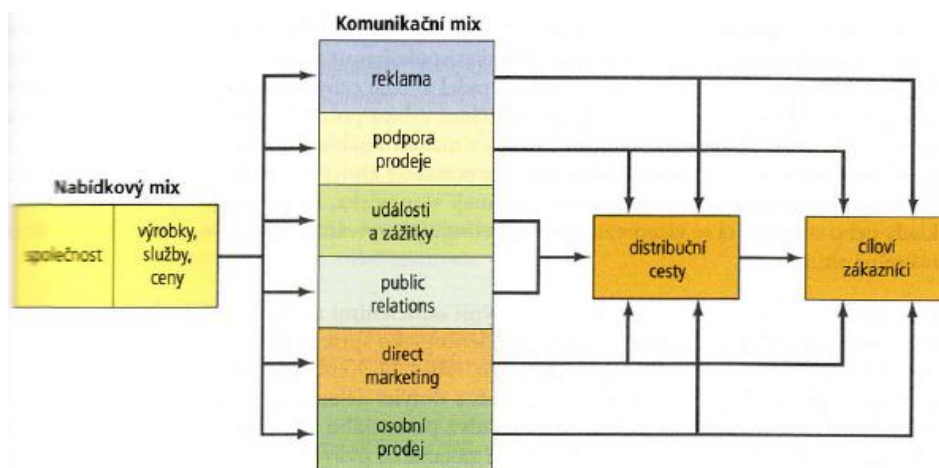 Komunikační mix
reklama
podpora
prodeje
události
a zážitky
public
relations
direct
marketing
osobní
prodej
Nabídkový mix
společnost
výrobky,
služby,
ceny
distribuční
cesty
cíloví
zákazníci